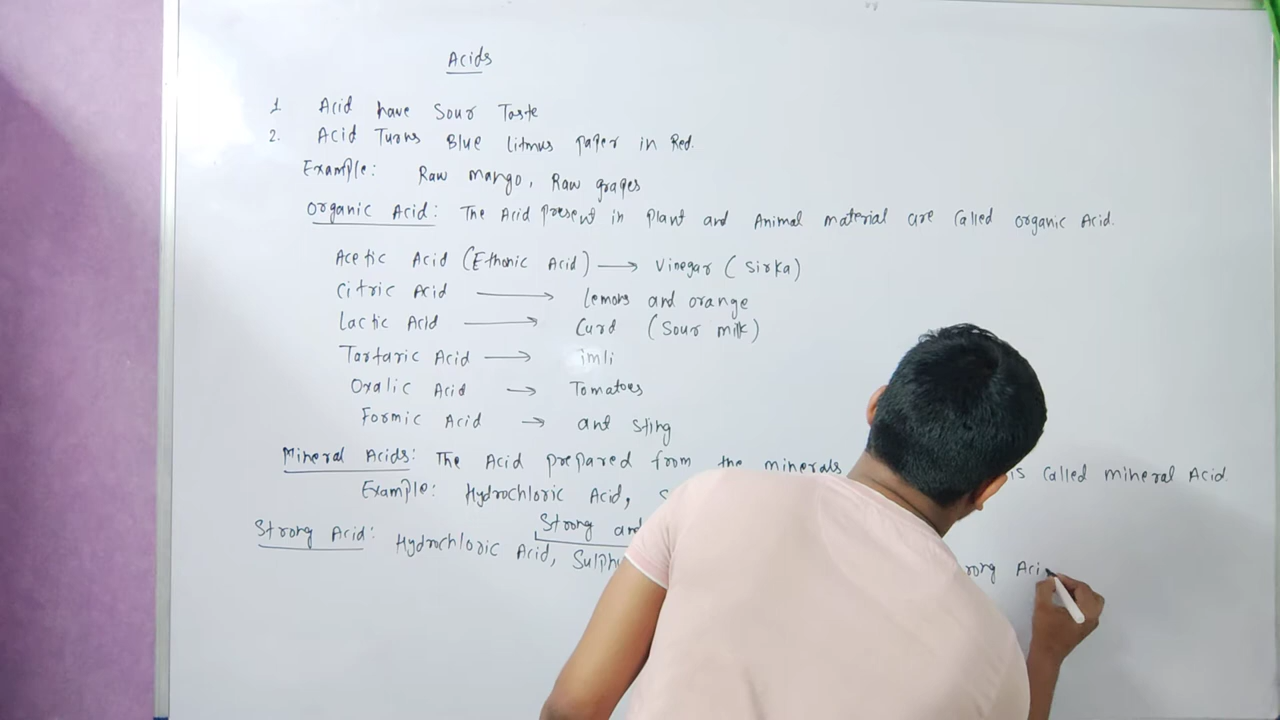 Acids
1. Acid have Sour Taste
2. Acid Turns Blue litmus paper in Red.
Example: Raw mango, Raw grapes
Organic Acid: The Acid present in plant and Animal material are called organic Acid.
Acetic Acid (Ethonic Acid) → Vinegar (Sirka)
Citric Acid → lemons and orange
Lactic Acid → Curd (Sour milk)
Tartaric Acid → imli
Oxalic Acid → Tomatoes
Formic Acid → and sting
Mineral Acids: The Acid prepared from the minerals is called mineral Acid.
Example: Hydrochloric Acid,
Strong and
Strong Acid: Hydrochloric Acid,